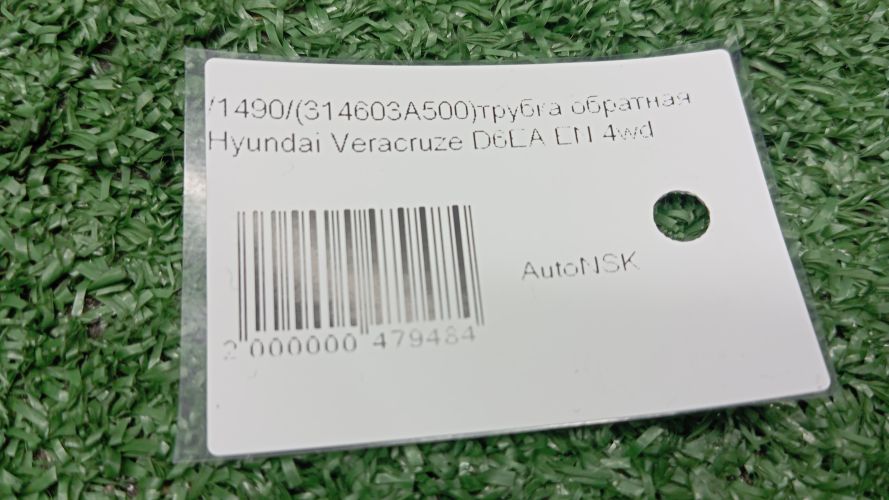 /1490/(314603A500)трубка обратная
Hyundai Veracruze D6EA EN 4wd
AutoNSK
2 000000 479484